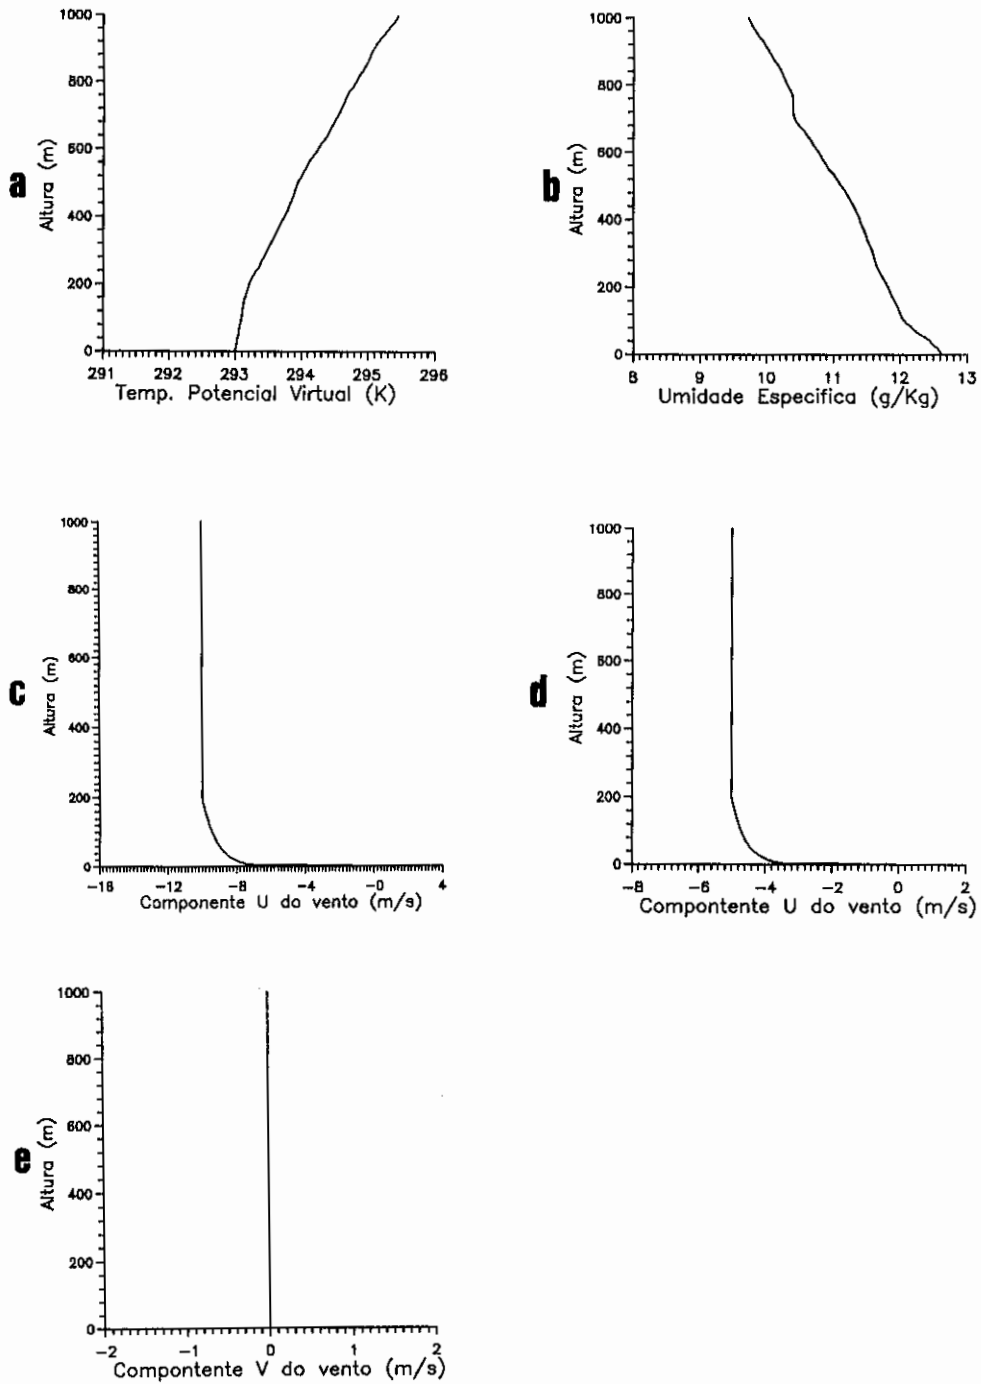 a
Altura (m)
1000
800
600
400
200
0
291 292 293 294 295 296
Temp. Potencial Virtual (K)
b
Altura (m)
1000
800
600
400
200
0
8 9 10 11 12 13
Umidade Especifica (g/Kg)
c
Altura (m)
1000
800
600
400
200
0
-16 -12 -8 -4 -0 4
Componente U do vento (m/s)
d
Altura (m)
1000
800
600
400
200
0
-8 -6 -4 -2 0 2
Compontente U do vento (m/s)
e
Altura (m)
1000
800
600
400
200
0
-2 -1 0 1 2
Compontente V do vento (m/s)